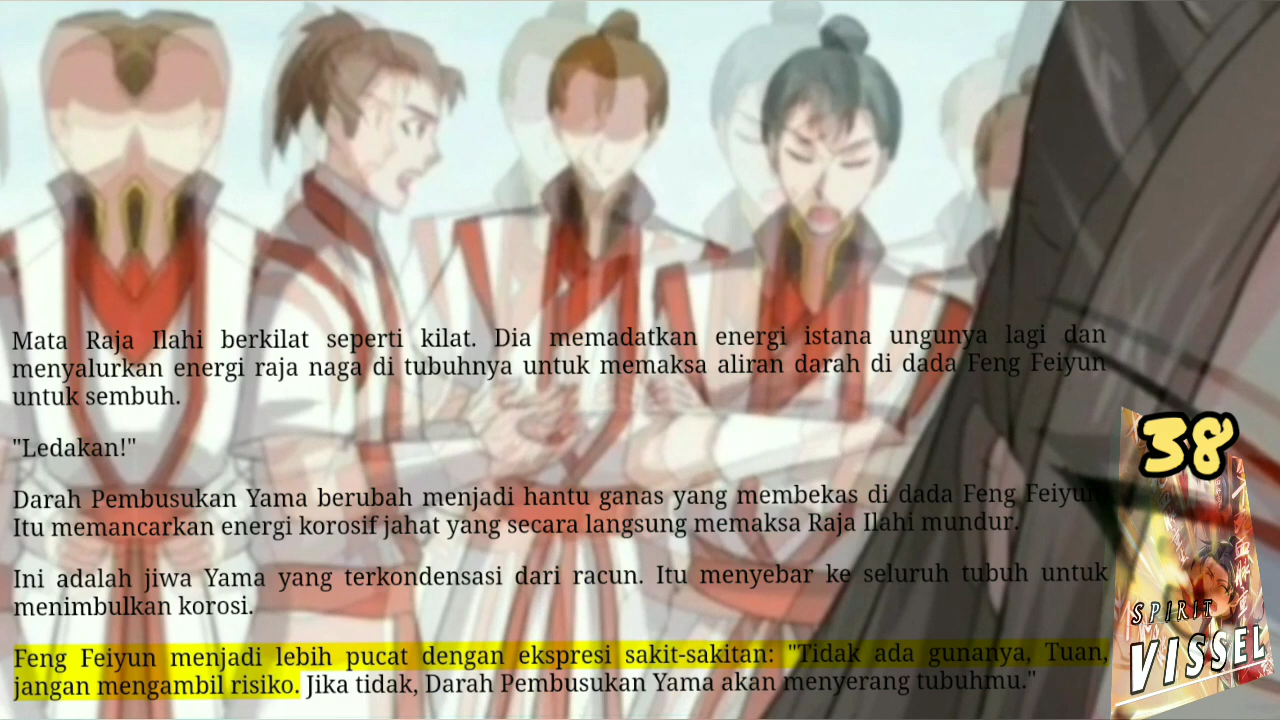 Mata Raja Ilahi berkilat seperti kilat. Dia memadatkan energi istana ungunya lagi dan
menyalurkan energi raja naga di tubuhnya untuk memaksa aliran darah di dada Feng Feiyun
untuk sembuh.
"Ledakan!"
Darah Pembusukan Yama berubah menjadi hantu ganas yang membekas di dada Feng Feiyun
Itu memancarkan energi korosif jahat yang secara langsung memaksa Raja Ilahi mundur.
Ini adalah jiwa Yama yang terkondensasi dari racun. Itu menyebar ke seluruh tubuh untuk
menimbulkan korosi.
Feng Feiyun menjadi lebih pucat dengan ekspresi sakit-sakitan: "Tidak ada gunanya, Tuan,
jangan mengambil risiko. Jika tidak, Darah Pembusukan Yama akan menyerang tubuhmu."
38
SPIRIT
VISSEL